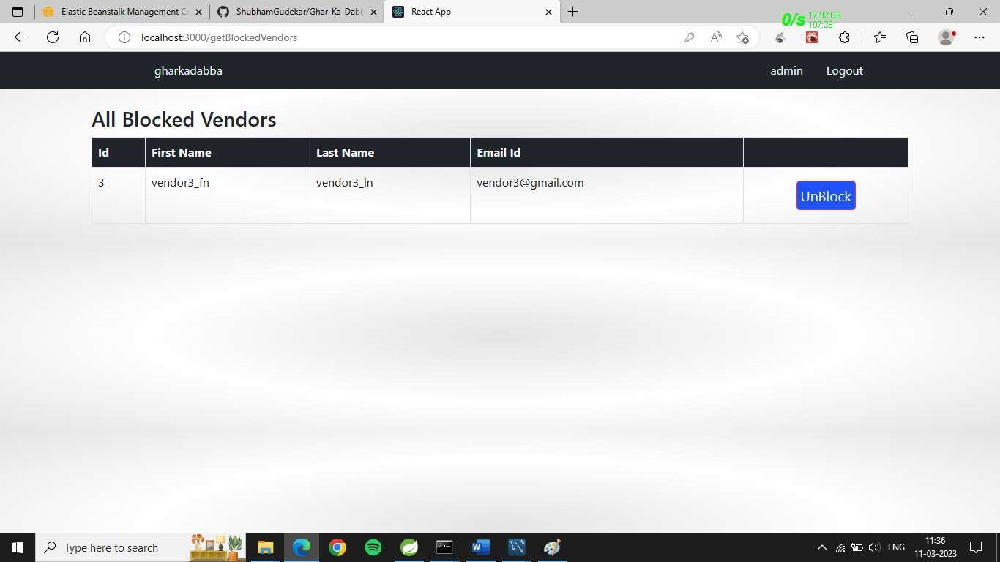 Elastic Beanstalk Management Co
ShubhamGudekar/Ghar-Ka-Dabb
React App
0/s 17.92 GB
107:28
localhost:3000/getBlockedVendors
gharkadabba admin Logout
All Blocked Vendors
Id First Name Last Name Email Id
3 vendor3_fn vendor3_ln vendor3@gmail.com UnBlock
Type here to search
ENG
11:36
11-03-2023